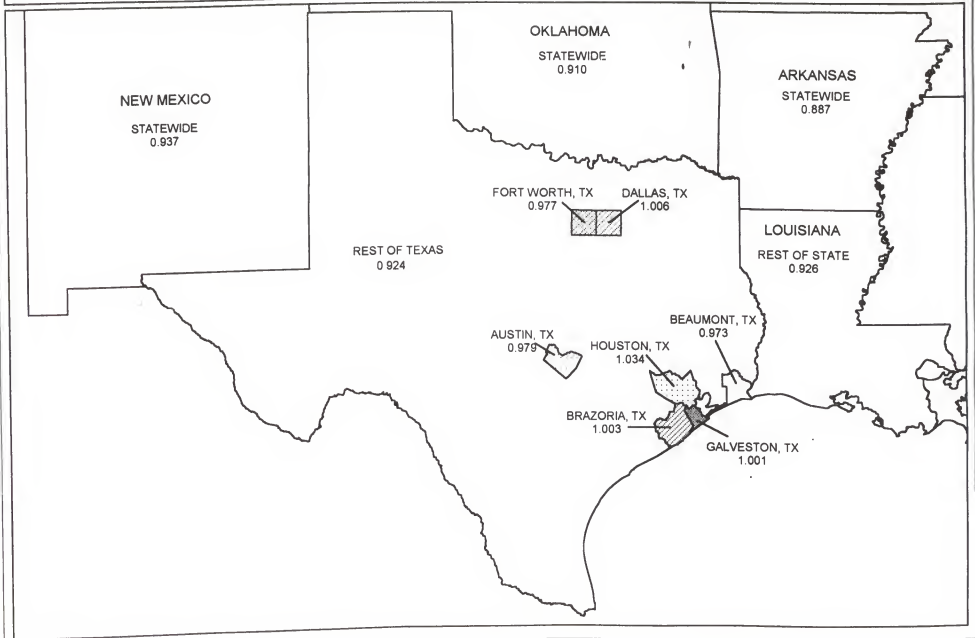 OKLAHOMA
STATEWIDE
0.910
ARKANSAS
STATEWIDE
0.887
NEW MEXICO
STATEWIDE
0.937
FORT WORTH, TX
0.977
DALLAS, TX
1.006
LOUISIANA
REST OF STATE
0.926
REST OF TEXAS
0.924
BEAUMONT, TX
0.973
AUSTIN, TX
0.979
HOUSTON, TX
1.034
BRAZORIA, TX
1.003
GALVESTON, TX
1.001